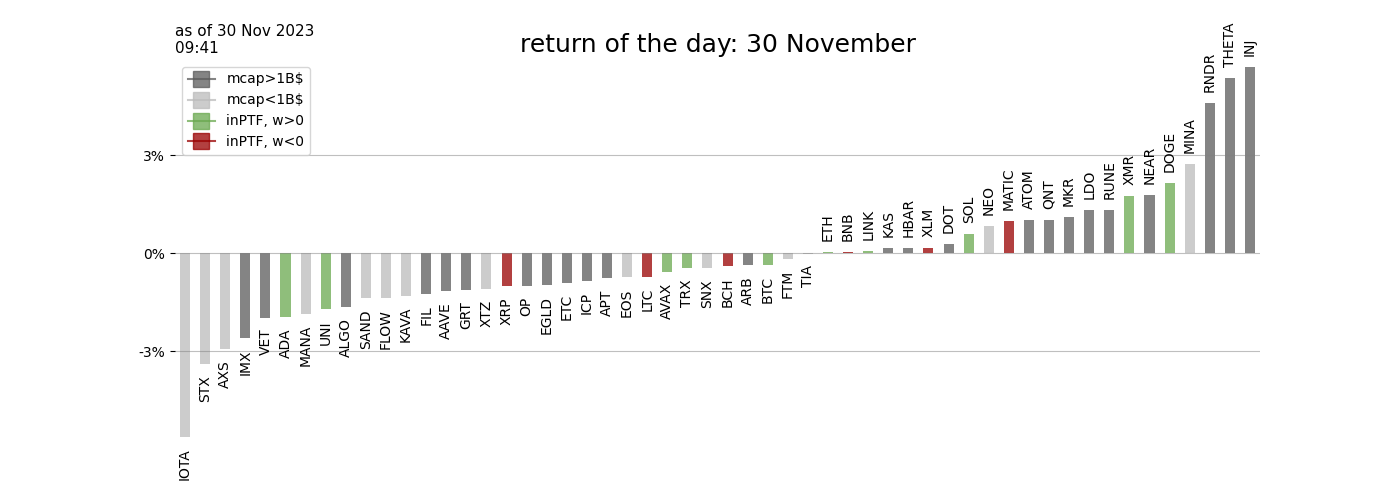 as of 30 Nov 2023
09:41
return of the day: 30 November
mcap>1B$
mcap<1B$
inPTF, w>0
inPTF, w<0
3%
0%
-3%
IOTA
STX
AXS
IMX
VET
ADA
MANA
UNI
ALGO
SAND
FLOW
KAVA
FIL
AAVE
GRT
XTZ
XRP
OP
EGLD
ETC
ICP
APT
EOS
LTC
AVAX
TRX
SNX
BCH
ARB
BTC
FTM
TIA
ETH
BNB
LINK
KAS
HBAR
XLM
DOT
SOL
NEO
MATIC
ATOM
QNT
MKR
LDO
RUNE
XMR
NEAR
DOGE
MINA
RNDR
THETA
INJ